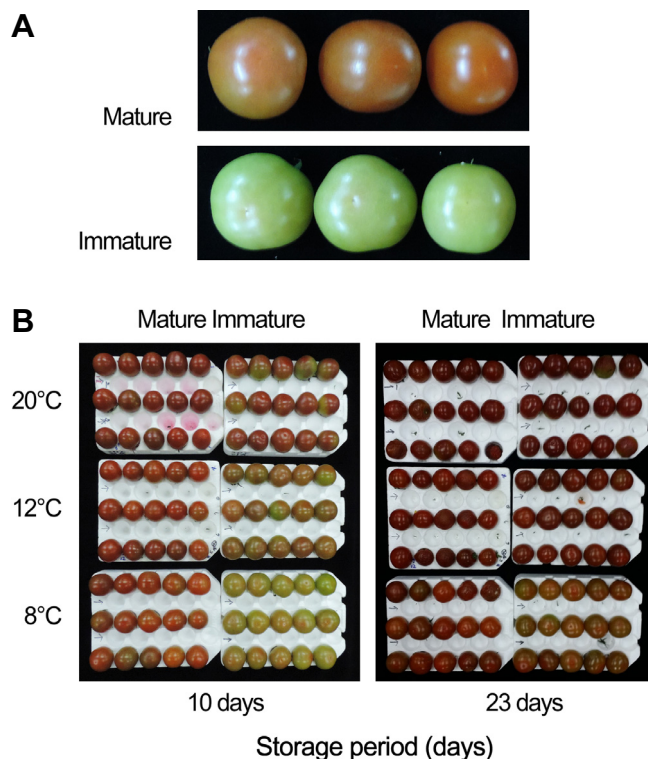 A
Mature
Immature
B
Mature Immature
Mature Immature
20°C
12°C
8°C
10 days
23 days
Storage period (days)